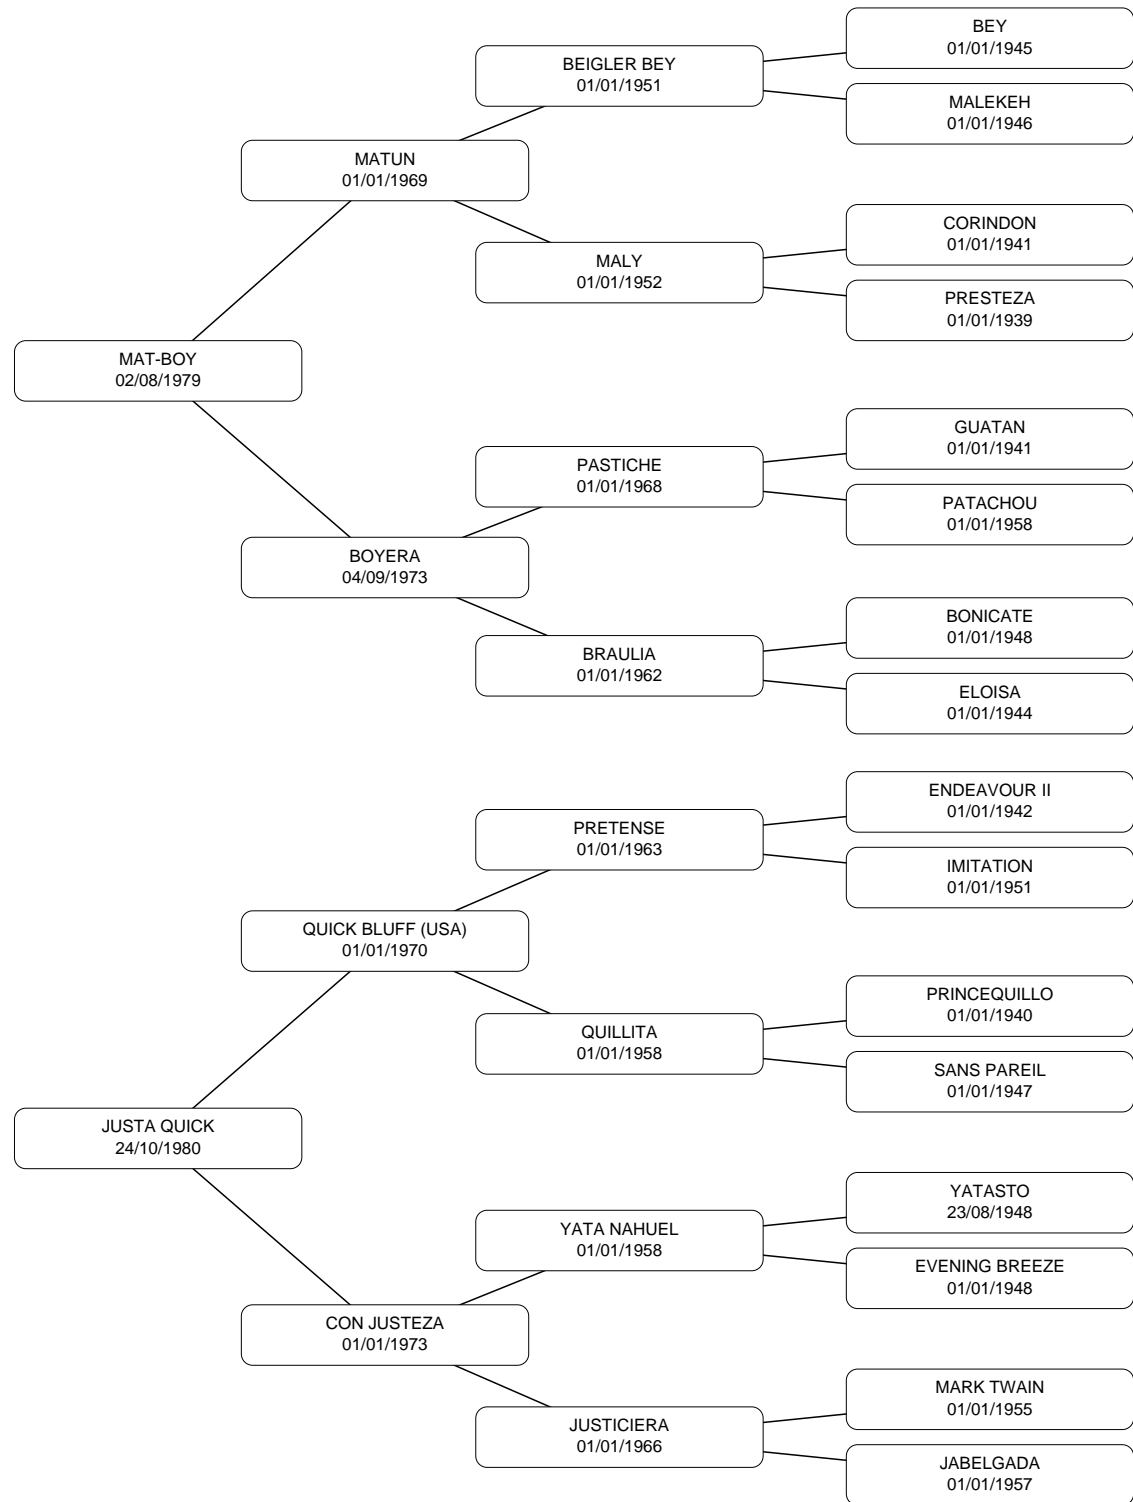 BEY
01/01/1945
BEIGLER BEY
01/01/1951
MALEKEH
01/01/1946
MATUN
01/01/1969
CORINDON
01/01/1941
MALY
01/01/1952
PRESTEZA
01/01/1939
MAT-BOY
02/08/1979
GUATAN
01/01/1941
PASTICHE
01/01/1968
PATACHOU
01/01/1958
BOYERA
04/09/1973
BONICATE
01/01/1948
BRAULIA
01/01/1962
ELOISA
01/01/1944
ENDEAVOUR II
01/01/1942
PRETENSE
01/01/1963
IMITATION
01/01/1951
QUICK BLUFF (USA)
01/01/1970
PRINCEQUILLO
01/01/1940
QUILLITA
01/01/1958
SANS PAREIL
01/01/1947
JUSTA QUICK
24/10/1980
YATASTO
23/08/1948
YATA NAHUEL
01/01/1958
EVENING BREEZE
01/01/1948
CON JUSTEZA
01/01/1973
MARK TWAIN
01/01/1955
JUSTICIERA
01/01/1966
JABELGADA
01/01/1957